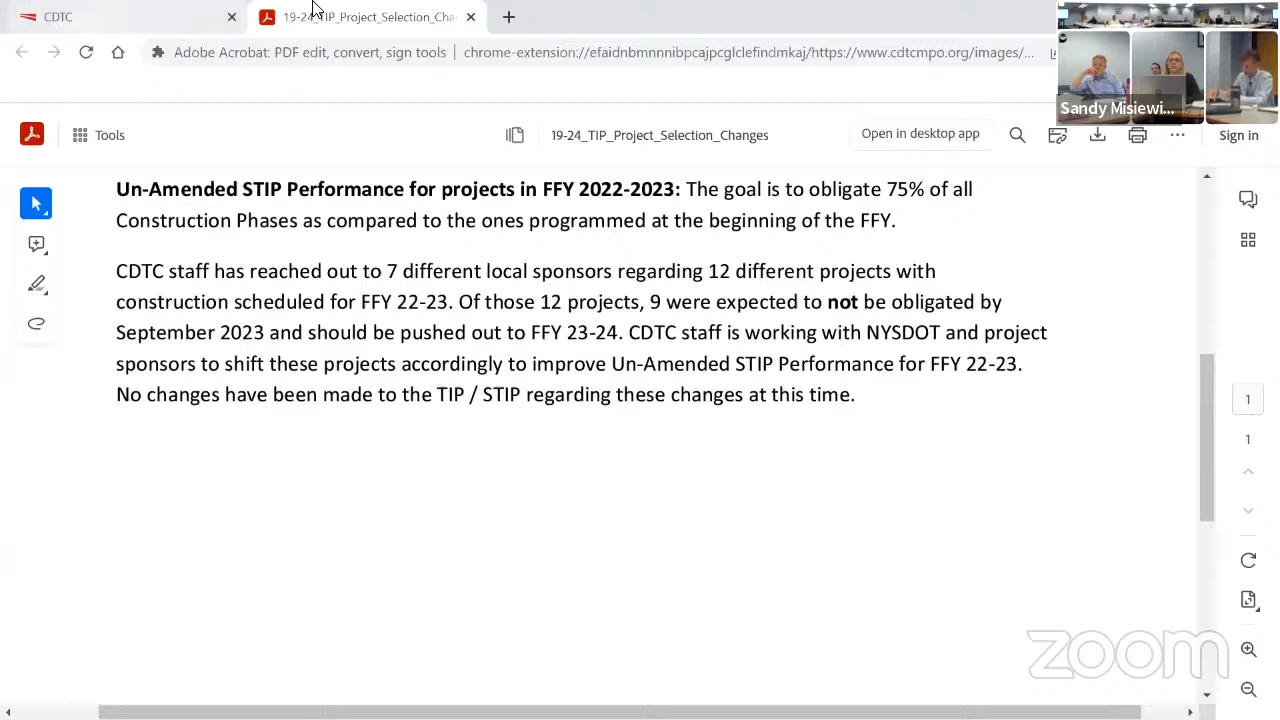 CDTC
19-24_TIP_Project_Selection_Cha
Adobe Acrobat: PDF edit, convert, sign tools
chrome-extension://efaidnbmnnnibpcajpcglclefindmkaj/https://www.cdtcmpo.org/images/...
Sandy Misiewi...
Tools
19-24_TIP_Project_Selection_Changes
Open in desktop app
Sign in
Un-Amended STIP Performance for projects in FFY 2022-2023: The goal is to obligate 75% of all
Construction Phases as compared to the ones programmed at the beginning of the FFY.
CDTC staff has reached out to 7 different local sponsors regarding 12 different projects with
construction scheduled for FFY 22-23. Of those 12 projects, 9 were expected to not be obligated by
September 2023 and should be pushed out to FFY 23-24. CDTC staff is working with NYSDOT and project
sponsors to shift these projects accordingly to improve Un-Amended STIP Performance for FFY 22-23.
No changes have been made to the TIP / STIP regarding these changes at this time.
1
1
zoom